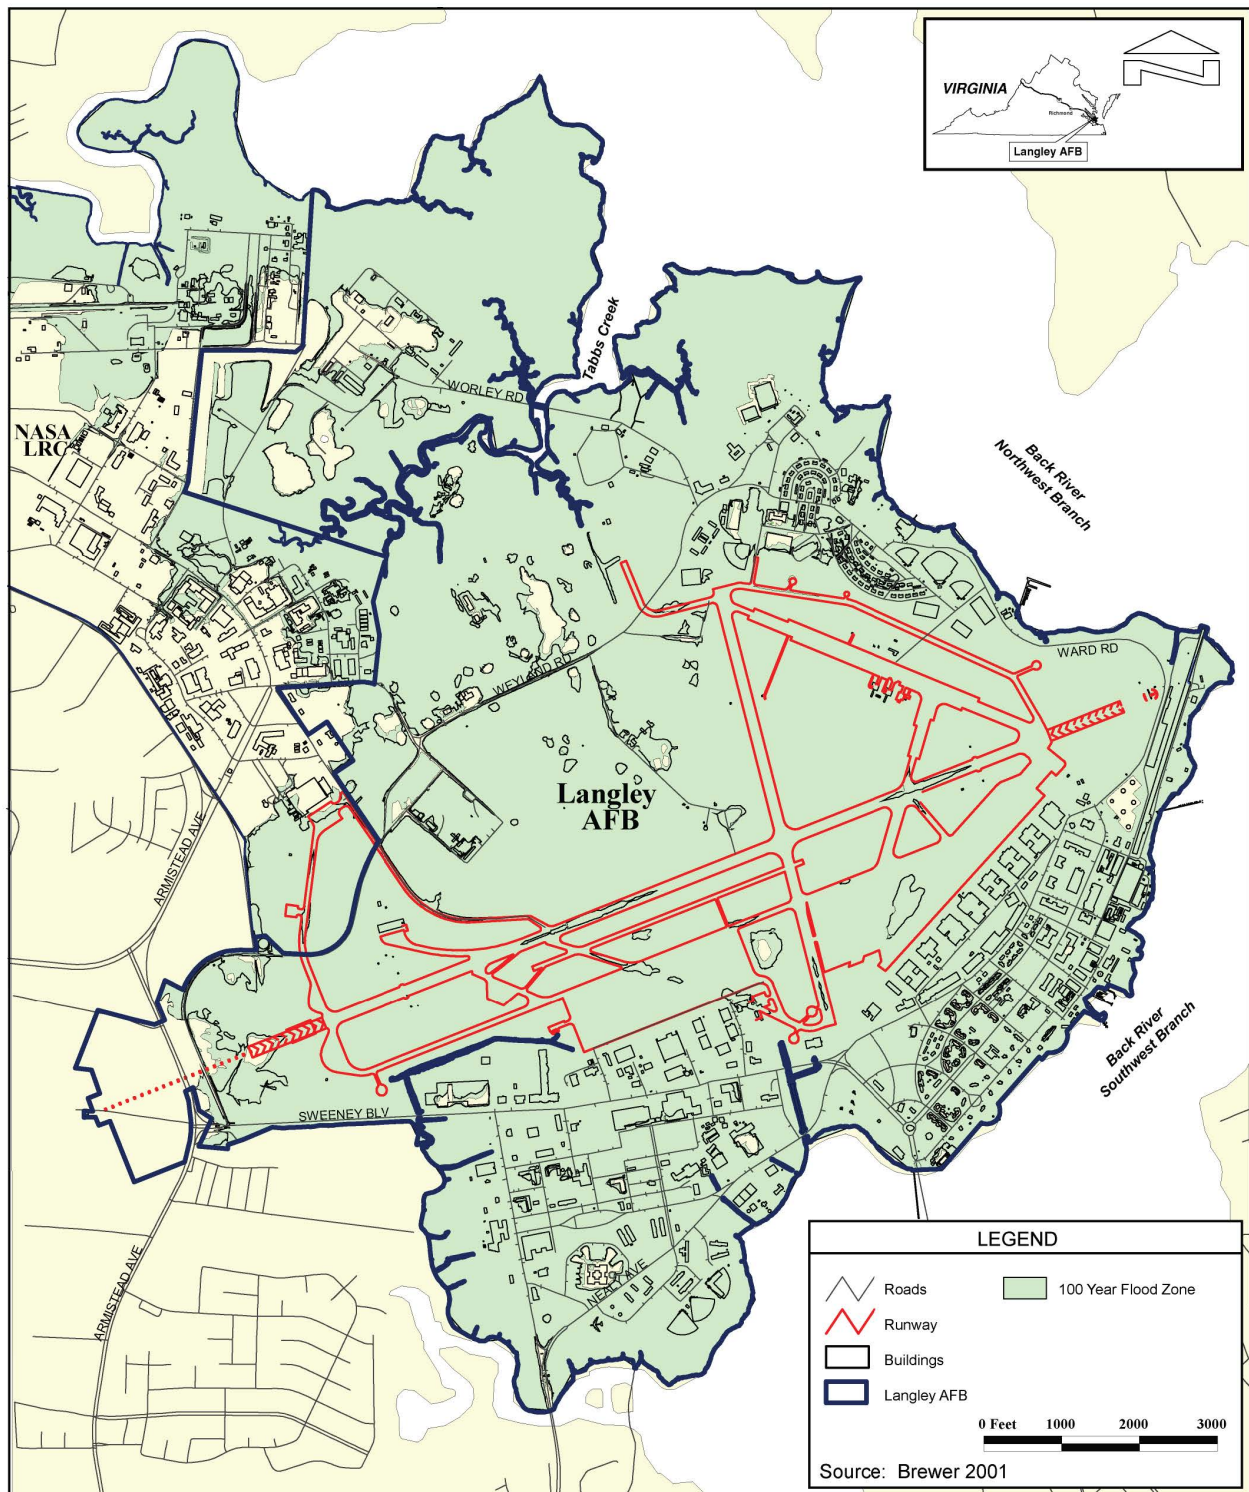 VIRGINIA
Richmond
Langley AFB
Tabbs Creek
WORLEY RD
NASA
LRC
Back River
Northwest Branch
WARD RD
WEYLAND RD
Langley
AFB
ARMISTEAD AVE
Back River
Southwest Branch
SWEENEY BLV
NEALY AVE
ARMISTEAD AVE
LEGEND
Roads
100 Year Flood Zone
Runway
Buildings
Langley AFB
0 Feet 1000 2000 3000
Source: Brewer 2001